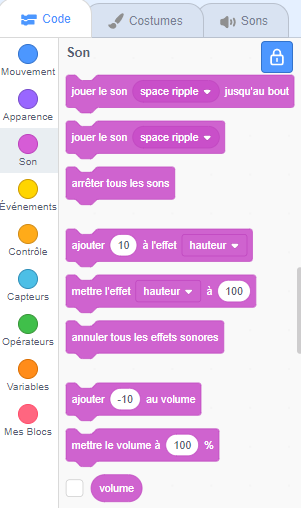 Code
Costumes
Sons
Mouvement
Apparence
Son
Événements
Contrôle
Capteurs
Opérateurs
Variables
Mes Blocs
Son
jouer le son space ripple jusqu'au bout
jouer le son space ripple
arrêter tous les sons
ajouter 10 à l'effet hauteur
mettre l'effet hauteur à 100
annuler tous les effets sonores
ajouter -10 au volume
mettre le volume à 100 %
volume